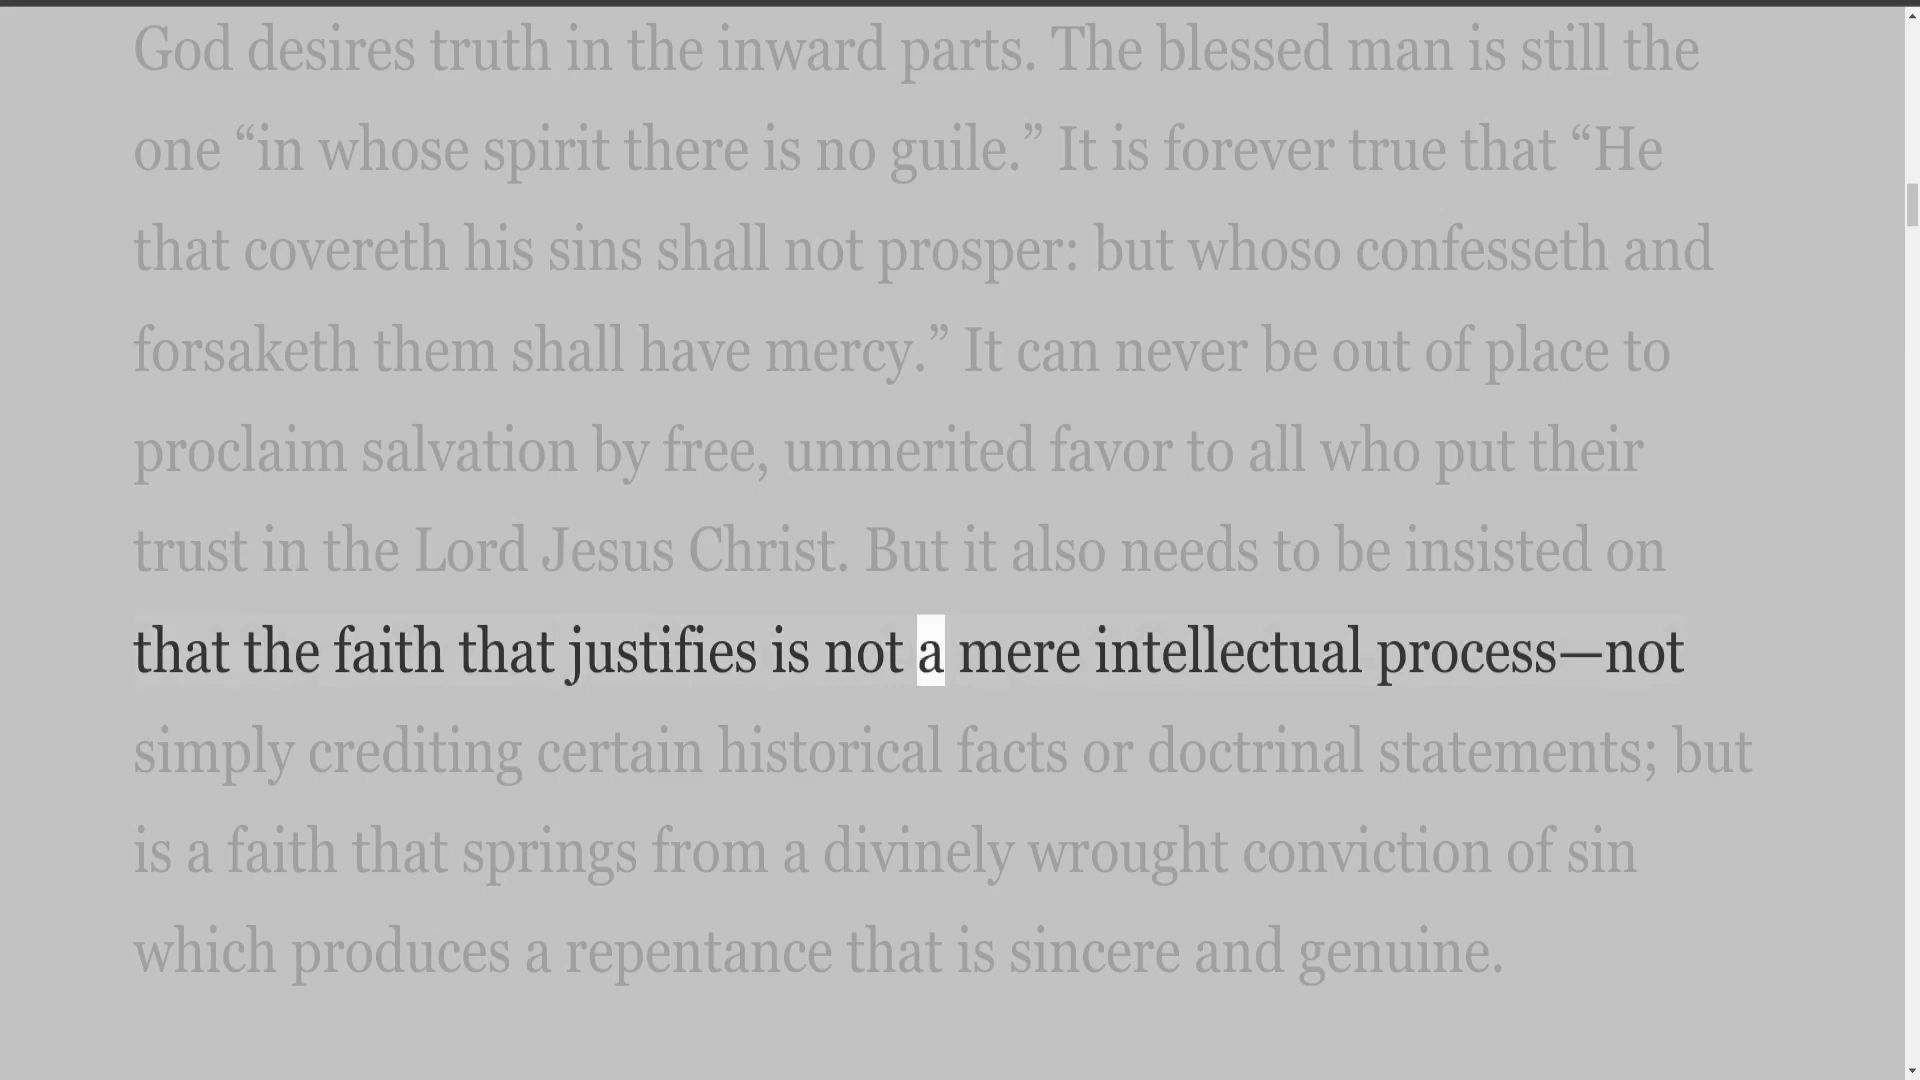 God desires truth in the inward parts. The blessed man is still the
one “in whose spirit there is no guile.” It is forever true that “He
that covereth his sins shall not prosper: but whoso confesseth and
forsaketh them shall have mercy.” It can never be out of place to
proclaim salvation by free, unmerited favor to all who put their
trust in the Lord Jesus Christ. But it also needs to be insisted on
that the faith that justifies is not a mere intellectual process—not
simply crediting certain historical facts or doctrinal statements; but
is a faith that springs from a divinely wrought conviction of sin
which produces a repentance that is sincere and genuine.